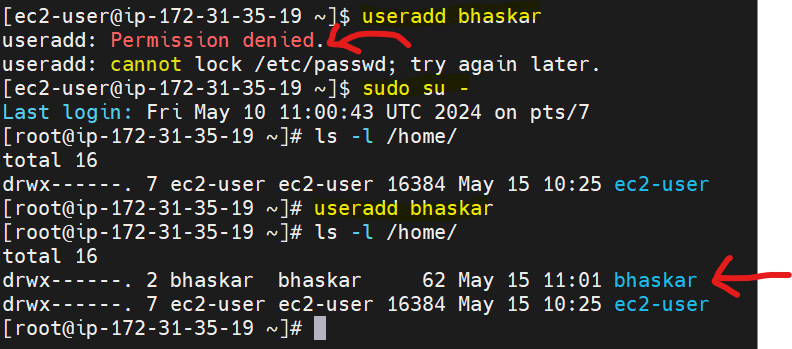 [ec2-user@ip-172-31-35-19 ~]$ useradd bhaskar
useradd: Permission denied.
useradd: cannot lock /etc/passwd; try again later.
[ec2-user@ip-172-31-35-19 ~]$ sudo su -
Last login: Fri May 10 11:00:43 UTC 2024 on pts/7
[root@ip-172-31-35-19 ~]# ls -l /home/
total 16
drwx------. 7 ec2-user ec2-user 16384 May 15 10:25 ec2-user
[root@ip-172-31-35-19 ~]# useradd bhaskar
[root@ip-172-31-35-19 ~]# ls -l /home/
total 16
drwx------. 2 bhaskar  bhaskar     62 May 15 11:01 bhaskar
drwx------. 7 ec2-user ec2-user 16384 May 15 10:25 ec2-user
[root@ip-172-31-35-19 ~]#